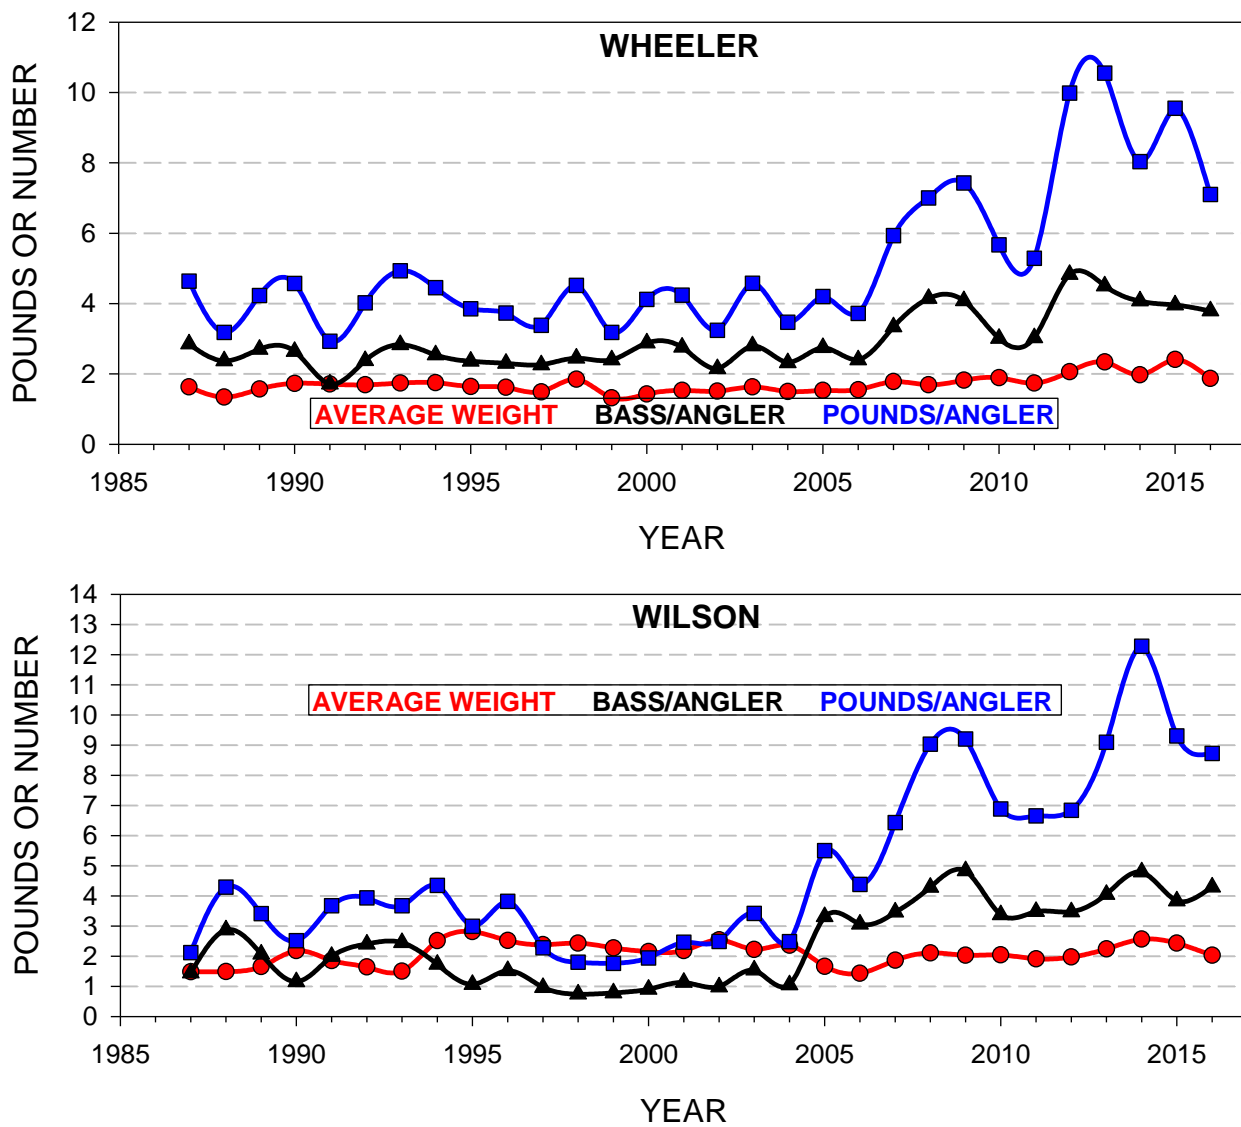 WHEELER
POUNDS OR NUMBER
12
10
8
6
4
2
0
AVERAGE WEIGHT BASS/ANGLER POUNDS/ANGLER
1985 1990 1995 2000 2005 2010 2015
YEAR
WILSON
POUNDS OR NUMBER
14
13
12
11
10
9
8
7
6
5
4
3
2
1
0
AVERAGE WEIGHT BASS/ANGLER POUNDS/ANGLER
1985 1990 1995 2000 2005 2010 2015
YEAR